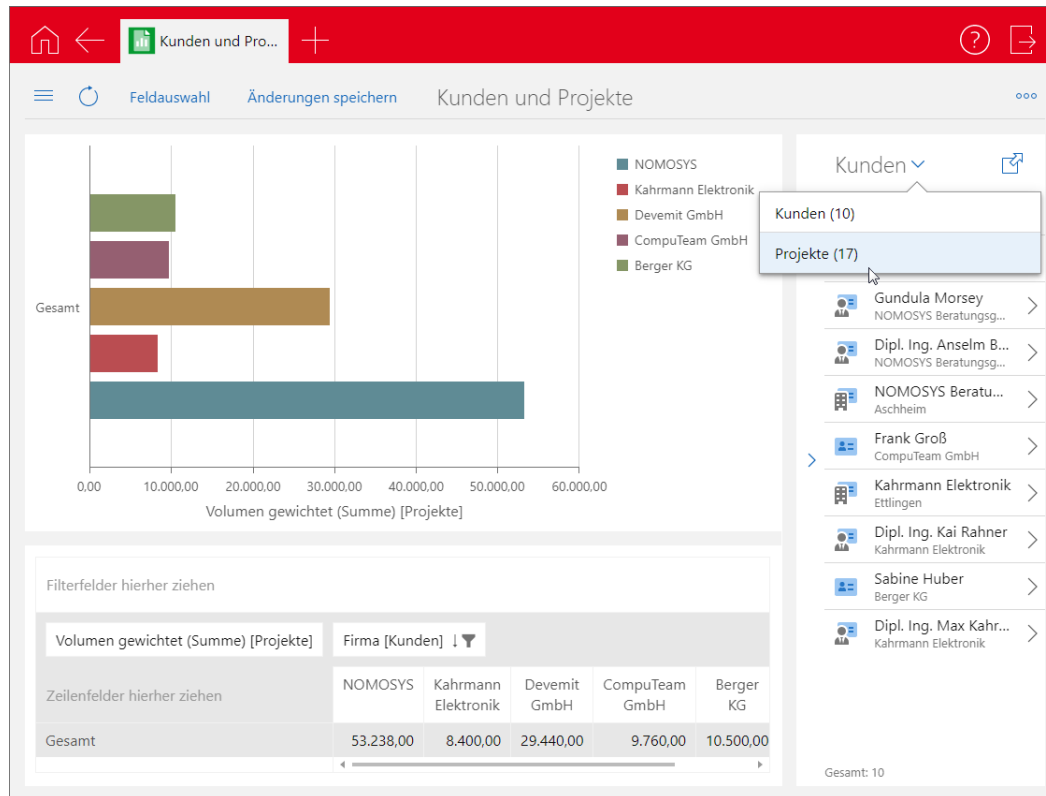 Kunden und Pro...
?
Feldauswahl
Änderungen speichern
Kunden und Projekte
NOMOSYS
Kahrmann Elektronik
Devemit GmbH
CompuTeam GmbH
Berger KG
Gesamt
0,00
10.000,00
20.000,00
30.000,00
40.000,00
50.000,00
60.000,00
Volumen gewichtet (Summe) [Projekte]
Filterfelder hierher ziehen
Volumen gewichtet (Summe) [Projekte]
Firma [Kunden]
Zeilenfelder hierher ziehen
NOMOSYS
Kahrmann
Elektronik
Devemit
GmbH
CompuTeam
GmbH
Berger
KG
Gesamt
53.238,00
8.400,00
29.440,00
9.760,00
10.500,00
Kunden
Kunden (10)
Projekte (17)
Gundula Morsey
NOMOSYS Beratungsg...
Dipl. Ing. Anselm B...
NOMOSYS Beratungsg...
NOMOSYS Beratu...
Aschheim
Frank Groß
CompuTeam GmbH
Kahrmann Elektronik
Ettlingen
Dipl. Ing. Kai Rahner
Kahrmann Elektronik
Sabine Huber
Berger KG
Dipl. Ing. Max Kahr...
Kahrmann Elektronik
Gesamt: 10